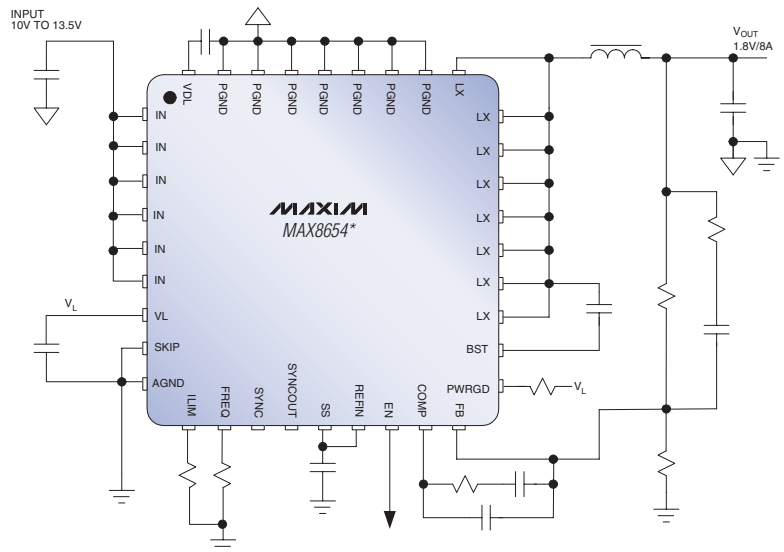 INPUT
10V TO 13.5V
VOUT
1.8V/8A
VDL
PGND
PGND
PGND
PGND
PGND
PGND
PGND
LX
IN
IN
IN
IN
IN
IN
VL
VL
SKIP
AGND
MAXIM
MAX8654*
LX
LX
LX
LX
LX
LX
LX
BST
PWRGD
VL
ILIM
FREQ
SYNC
SYNCOUT
SS
REFIN
EN
COMP
FB